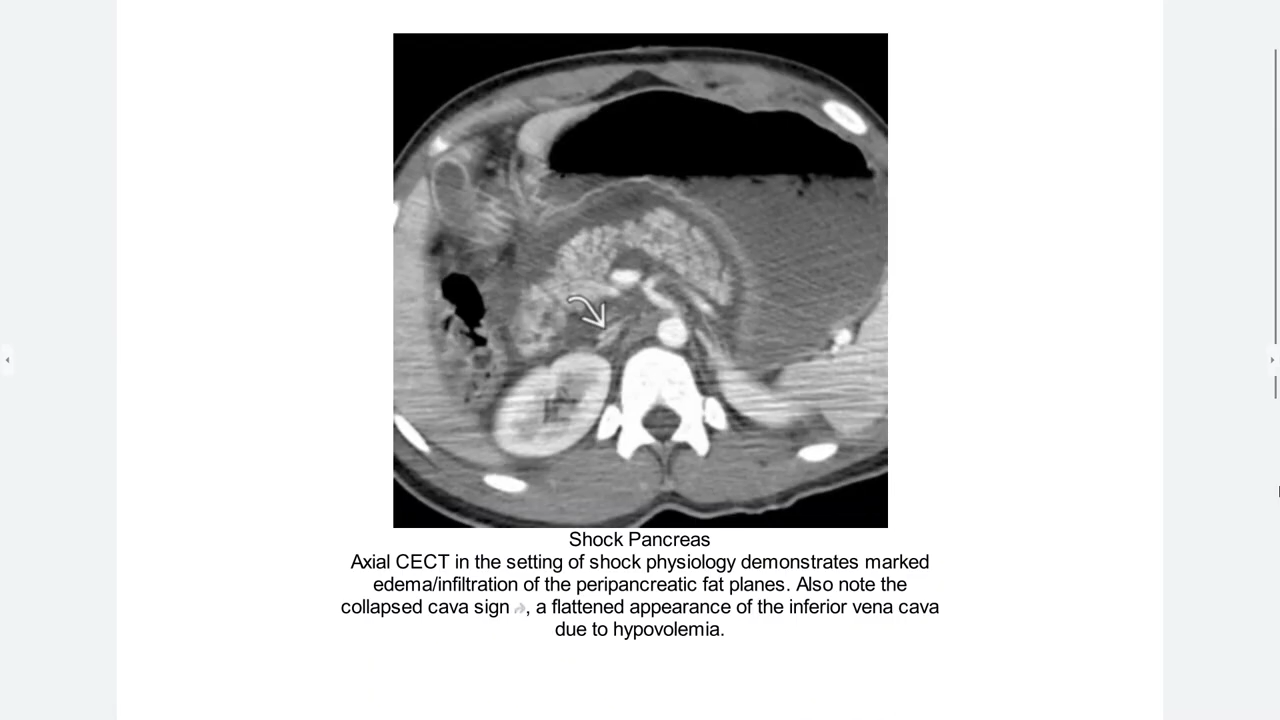 Shock Pancreas
Axial CECT in the setting of shock physiology demonstrates marked
edema/infiltration of the peripancreatic fat planes. Also note the
collapsed cava sign , a flattened appearance of the inferior vena cava
due to hypovolemia.